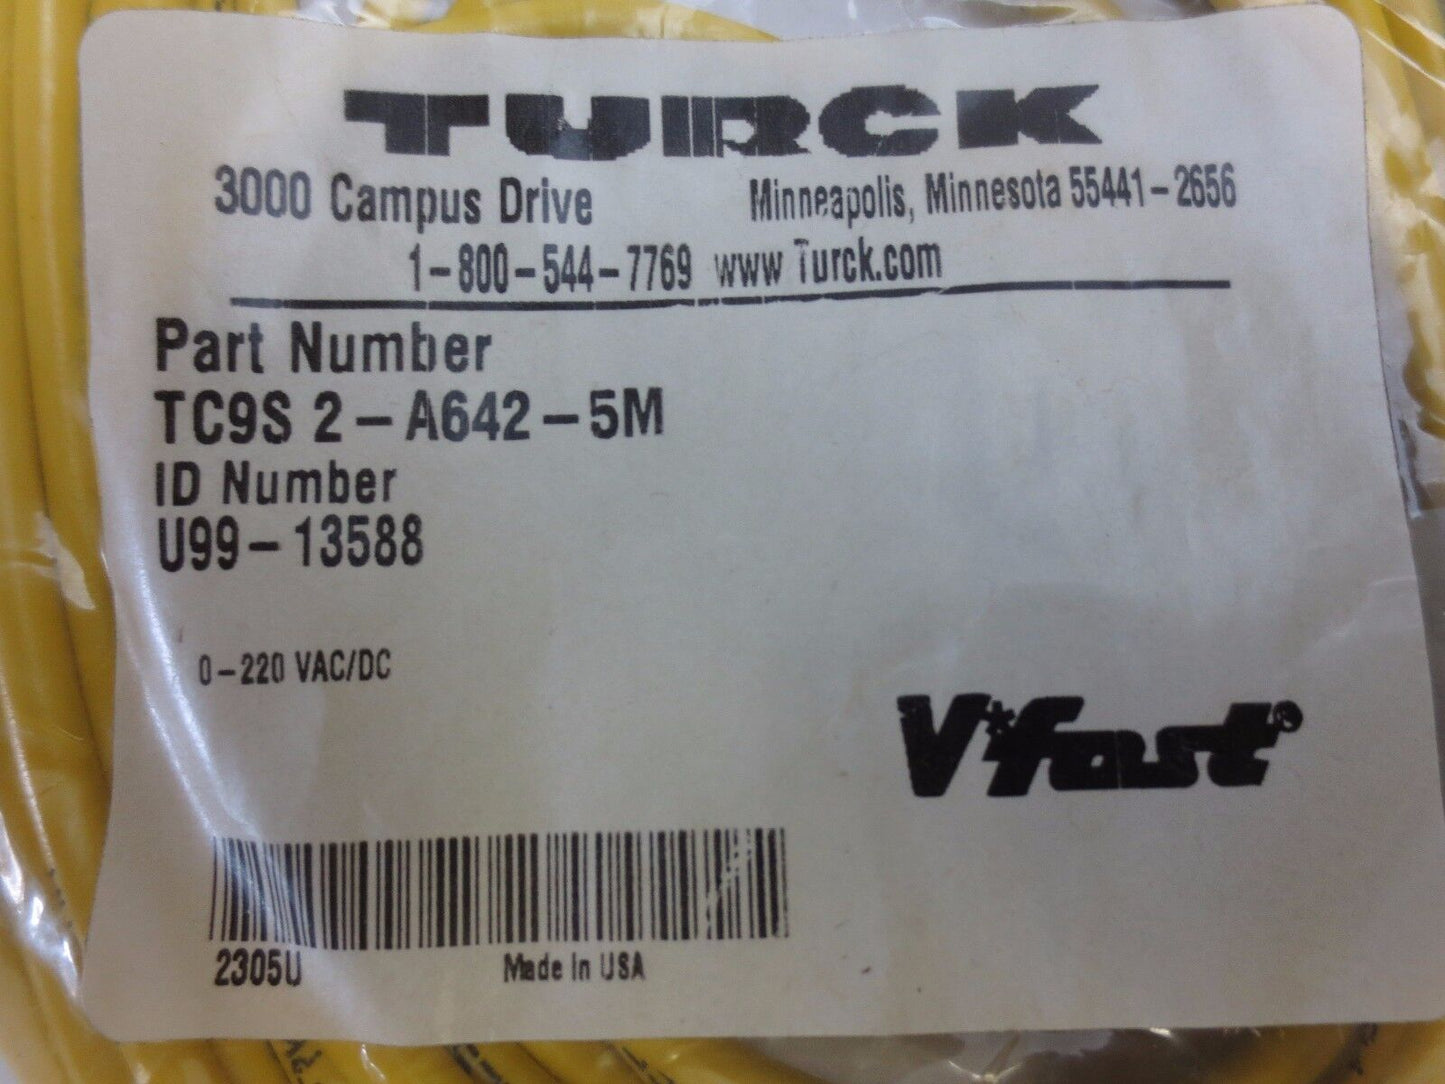 TURCK
3000 Campus Drive Minneapolis, Minnesota 55441-2656
1-800-544-7769 www Turck.com
Part Number
TC9S 2-A642-5M
ID Number
U99-13588
0-220 VAC/DC
V*fast®
2305U Made In USA